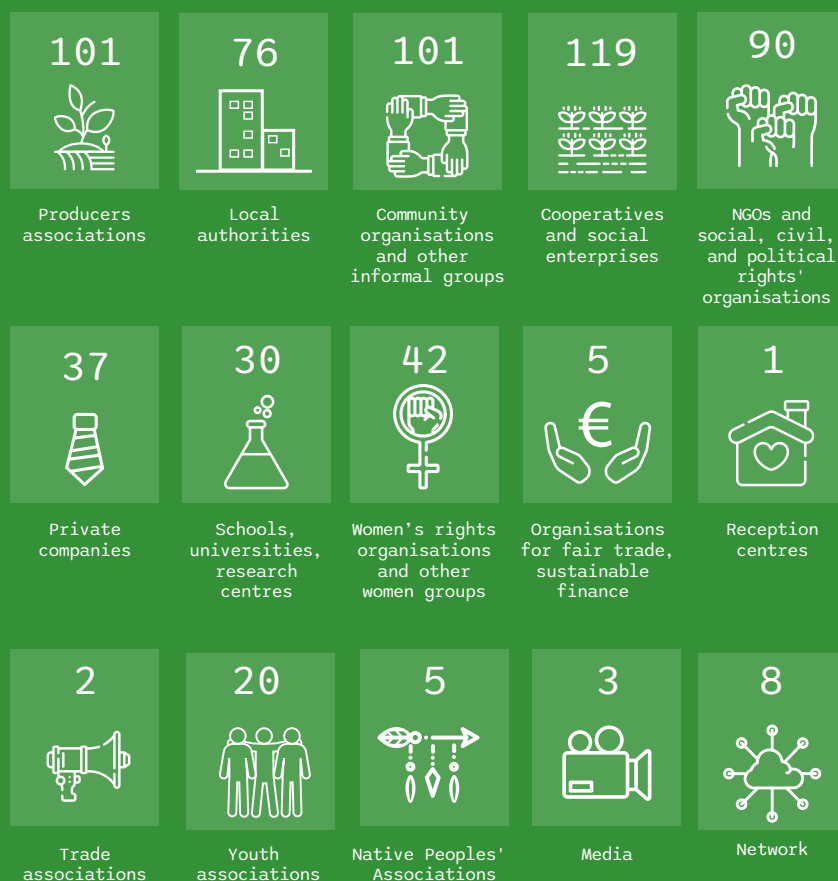 101
Producers
associations
76
Local
authorities
101
Community
organisations
and other
informal groups
119
Cooperatives
and social
enterprises
90
NGOs and
social, civil,
and political
rights'
organisations
37
Private
companies
30
Schools,
universities,
research
centres
42
Women’s rights
organisations
and other
women groups
5
€
Organisations
for fair trade,
sustainable
finance
1
Reception
centres
2
Trade
associations
20
Youth
associations
5
Native Peoples'
Associations
3
Media
8
Network